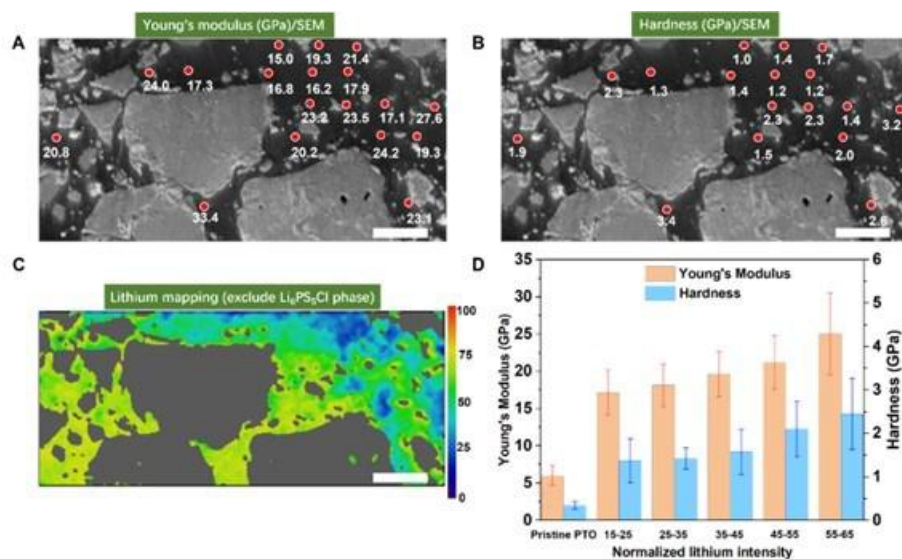 Young's modulus (GPa)/SEM
Hardness (GPa)/SEM
A
15.0 19.3 21.4
24.0 17.3
16.8 16.2 17.9
23.2 23.5 17.1 27.6
20.8
20.2 24.2 19.3
33.4
23.1
B
1.0 1.4 1.7
2.3 1.3
1.4 1.2 1.2
2.3 2.3 1.4 3.2
1.9
1.5 2.0
3.4
2.6
C
Lithium mapping (exclude Li₆PS₅Cl phase)
100
75
50
25
0
D
35
30
25
20
15
10
5
0
Young's Modulus (GPa)
Young's Modulus
Hardness
6
5
4
3
2
1
0
Hardness (GPa)
Pristine PTO 15-25 25-35 35-45 45-55 55-65
Normalized lithium intensity